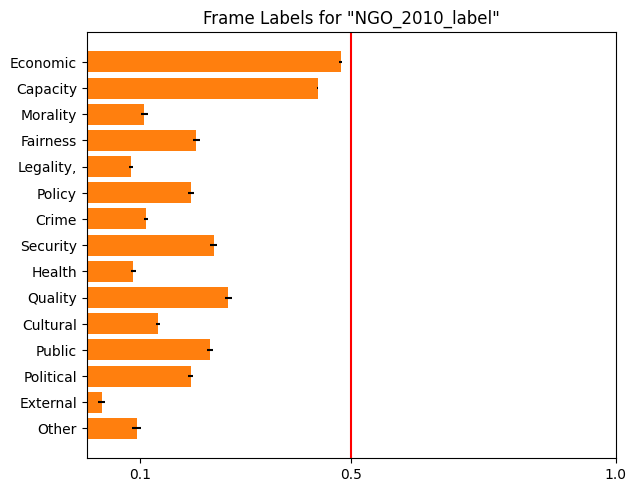 Frame Labels for "NGO_2010_label"
Economic
Capacity
Morality
Fairness
Legality,
Policy
Crime
Security
Health
Quality
Cultural
Public
Political
External
Other
0.1 0.5 1.0